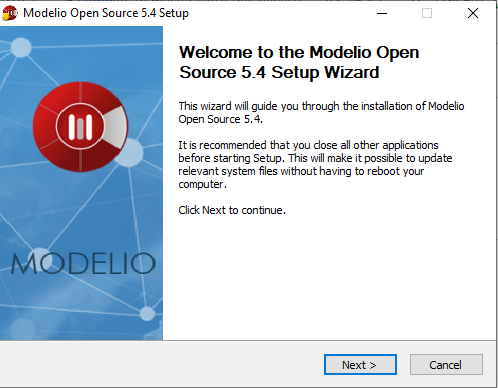 Modelio Open Source 5.4 Setup
Welcome to the Modelio Open
Source 5.4 Setup Wizard
This wizard will guide you through the installation of Modelio
Open Source 5.4.
It is recommended that you close all other applications
before starting Setup. This will make it possible to update
relevant system files without having to reboot your
computer.
Click Next to continue.
MODELIO
Next >
Cancel